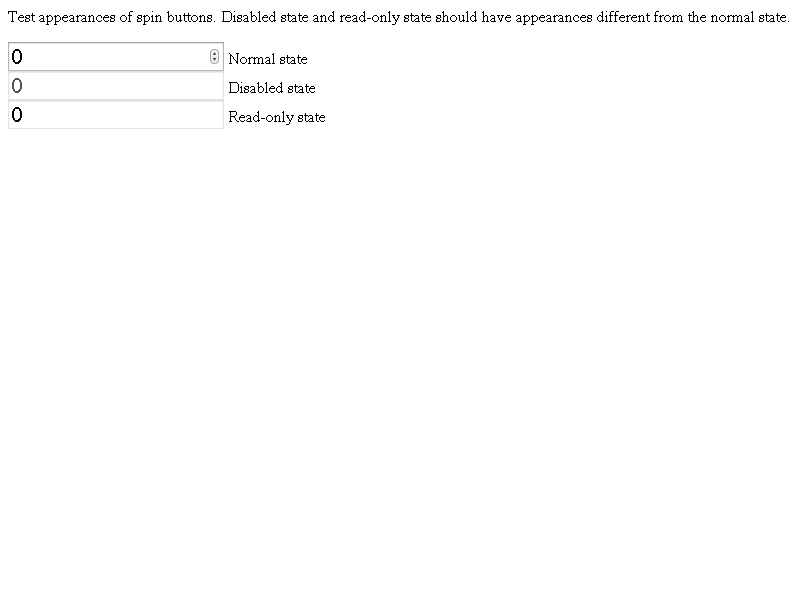 Test appearances of spin buttons. Disabled state and read-only state should have appearances different from the normal state.
0 Normal state
0 Disabled state
0 Read-only state